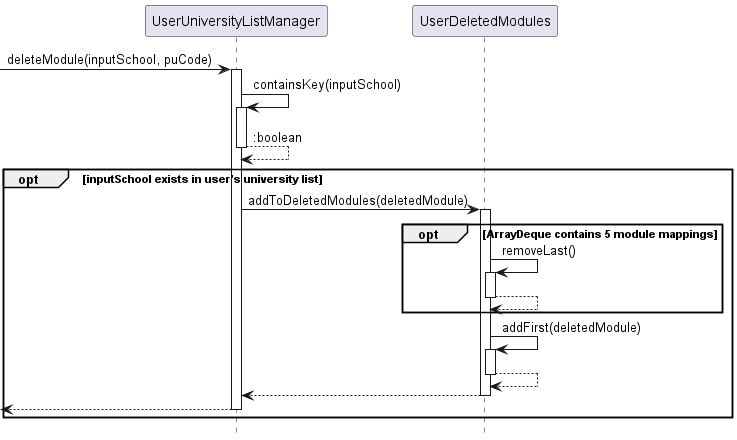 UserUniversityListManager
UserDeletedModules
deleteModule(inputSchool, puCode)
containsKey(inputSchool)
:boolean
opt
[inputSchool exists in user's university list]
addToDeletedModules(deletedModule)
opt
[ArrayDeque contains 5 module mappings]
removeLast()
addFirst(deletedModule)